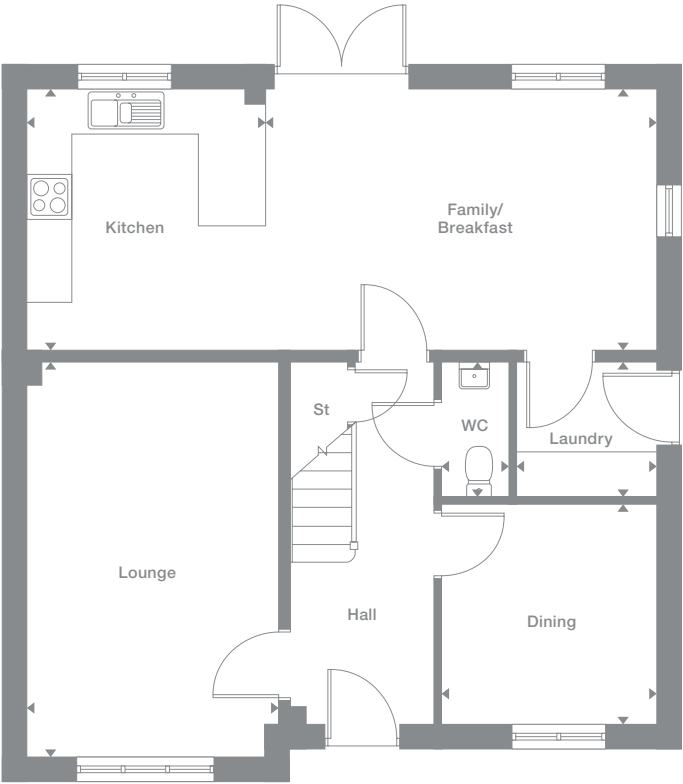 Kitchen
Family/
Breakfast
St
WC
Laundry
Lounge
Hall
Dining